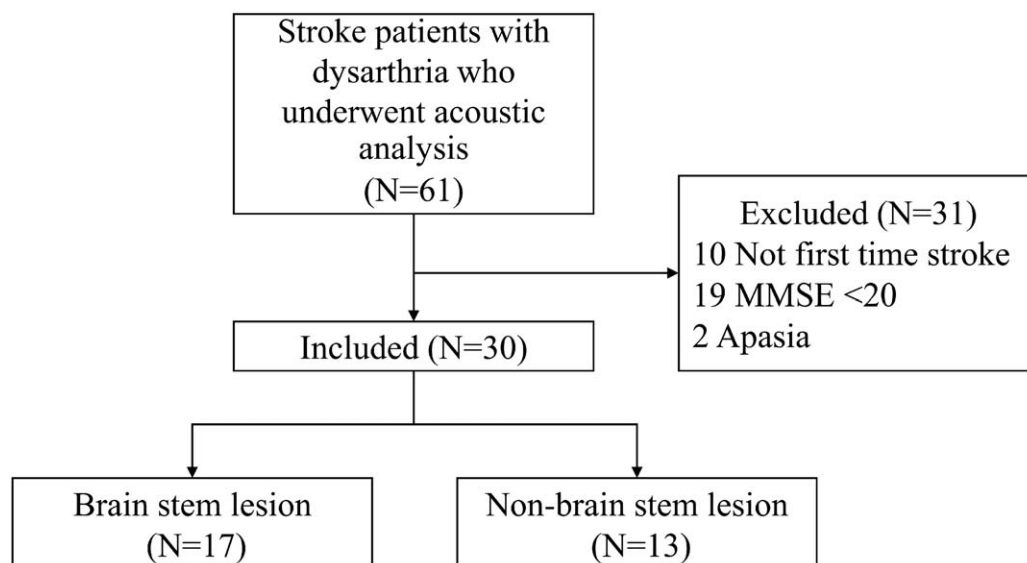 Stroke patients with
dysarthria who
underwent acoustic
analysis
(N=61)
Excluded (N=31)
10 Not first time stroke
19 MMSE <20
2 Apasia
Included (N=30)
Brain stem lesion
(N=17)
Non-brain stem lesion
(N=13)